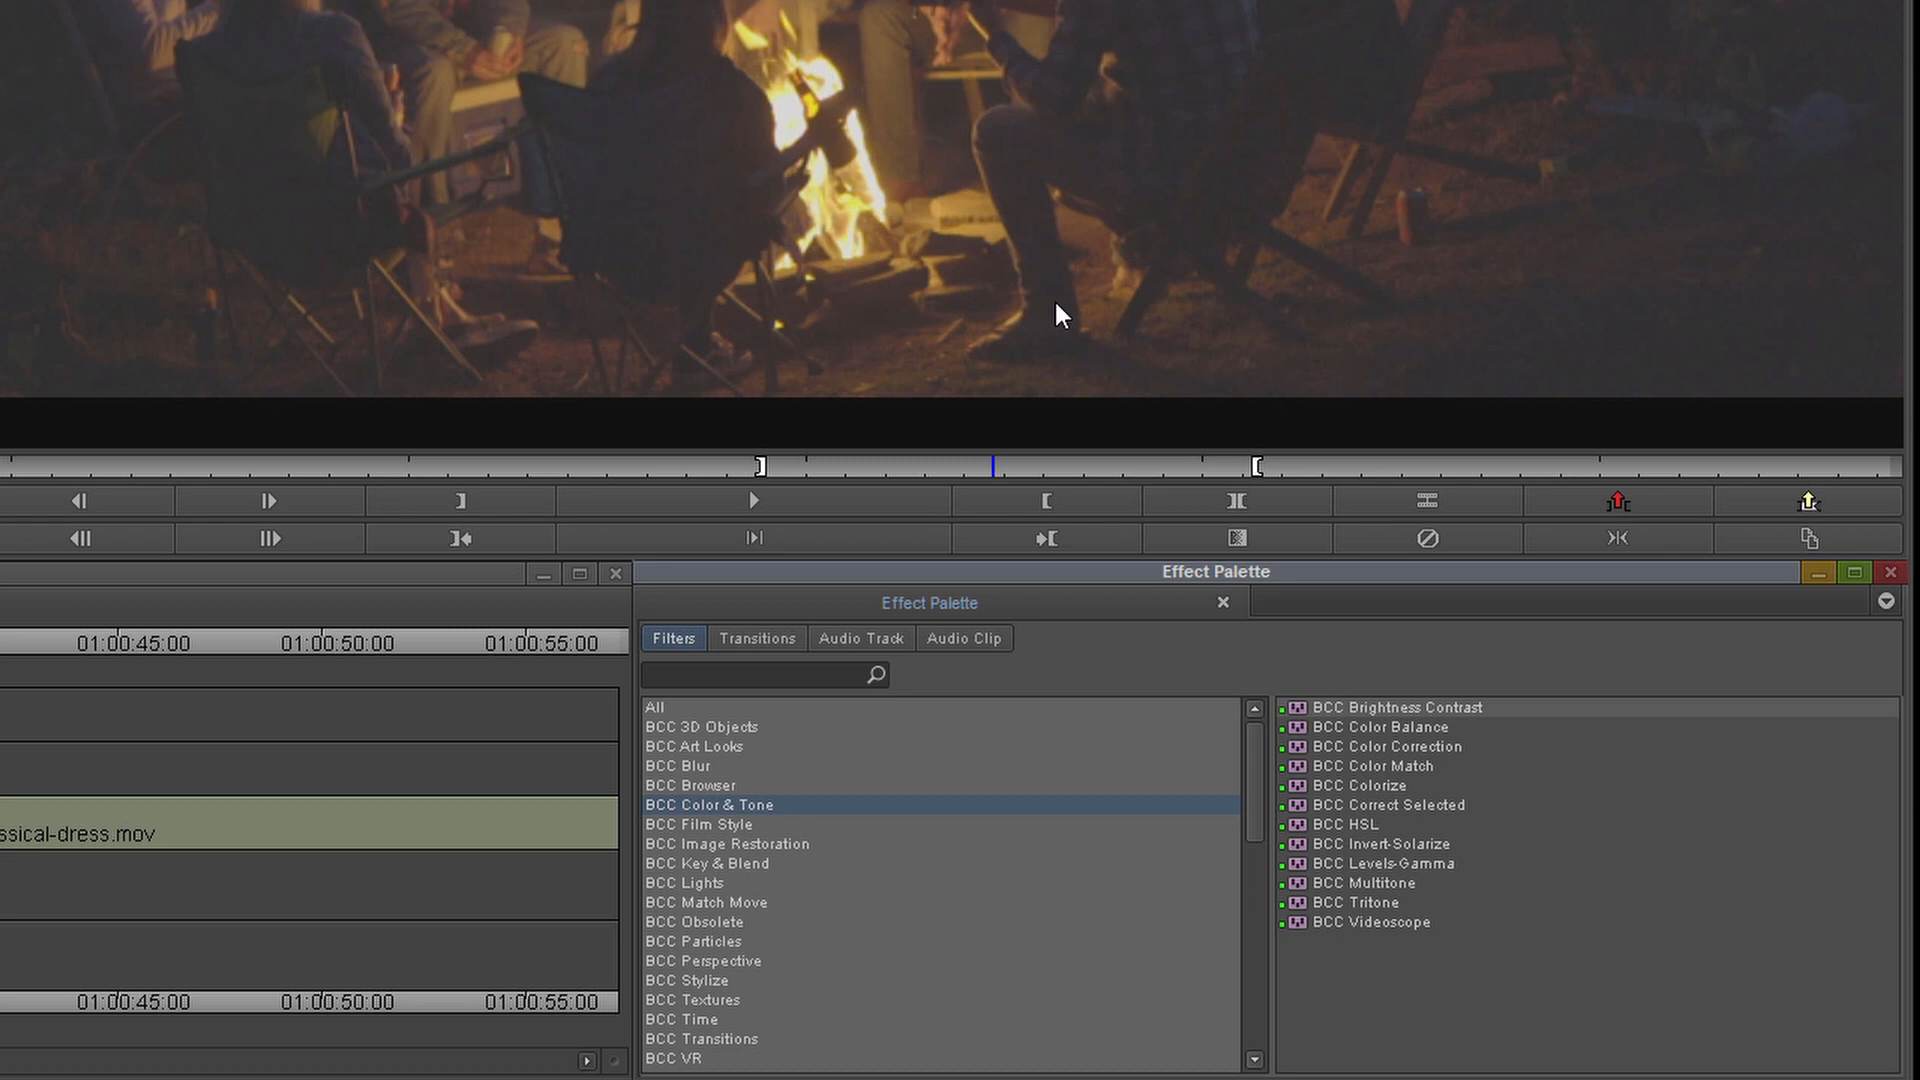 Effect Palette
Effect Palette
Filters Transitions Audio Track Audio Clip
01:00:45:00 01:00:50:00 01:00:55:00
ssical-dress.mov
01:00:45:00 01:00:50:00 01:00:55:00
All
BCC 3D Objects
BCC Art Looks
BCC Blur
BCC Browser
BCC Color & Tone
BCC Film Style
BCC Image Restoration
BCC Key & Blend
BCC Lights
BCC Match Move
BCC Obsolete
BCC Particles
BCC Perspective
BCC Stylize
BCC Textures
BCC Time
BCC Transitions
BCC VR
BCC Brightness Contrast
BCC Color Balance
BCC Color Correction
BCC Color Match
BCC Colorize
BCC Correct Selected
BCC HSL
BCC Invert-Solarize
BCC Levels-Gamma
BCC Multitone
BCC Tritone
BCC Videoscope